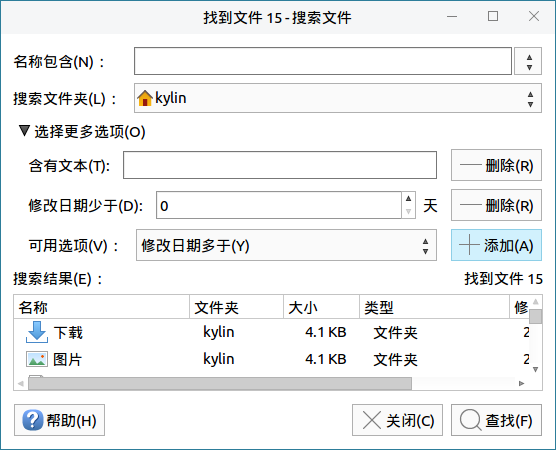 找到文件 15 - 搜索文件
名称包含(N)：
搜索文件夹(L)： kylin
选择更多选项(O)
含有文本(T): 删除(R)
修改日期少于(D): 0 天 删除(R)
可用选项(V)： 修改日期多于(Y) 添加(A)
搜索结果(E)： 找到文件 15
名称 文件夹 大小 类型 修
下载 kylin 4.1 KB 文件夹 2
图片 kylin 4.1 KB 文件夹 2
帮助(H) 关闭(C) 查找(F)